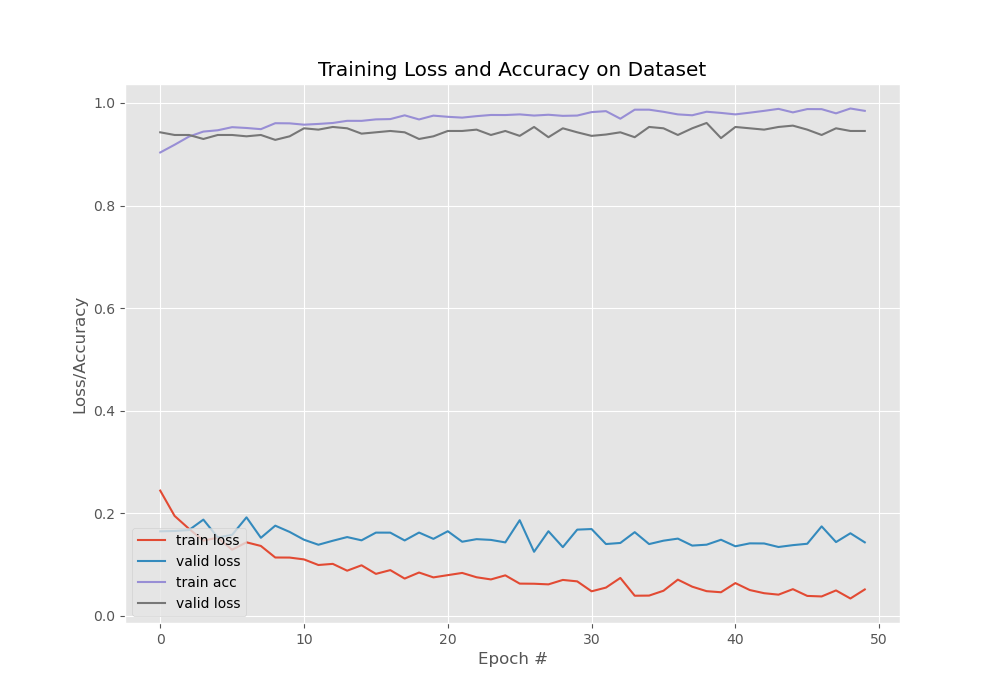 Training Loss and Accuracy on Dataset
Loss/Accuracy
1.0
0.8
0.6
0.4
0.2
0.0
train loss
valid loss
train acc
valid loss
0 10 20 30 40 50
Epoch #